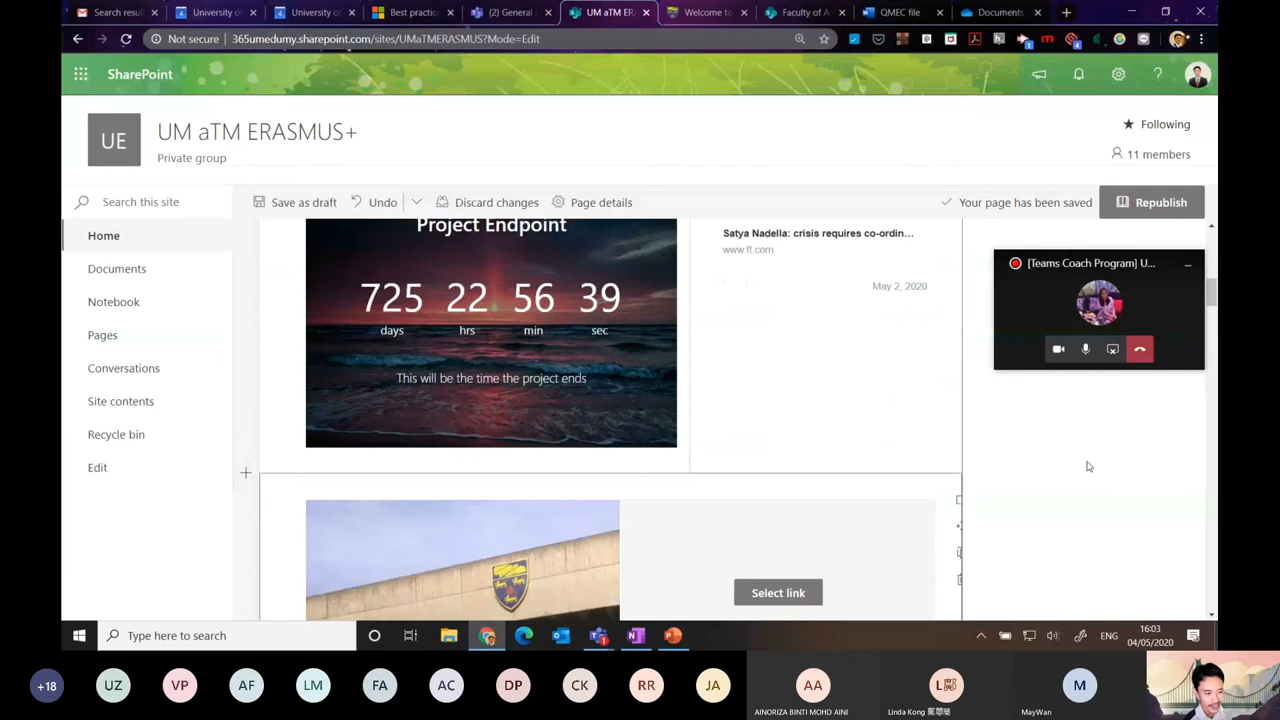 Search resul
University of
University of
Best practice
(2) General (
UM aTM ER/
Welcome to
Faculty of A
QMEC file
Documents
Not secure
365umedumy.sharepoint.com/sites/UMaTMERASMUS?Mode=Edit
SharePoint
UE
UM aTM ERASMUS+
Private group
Following
11 members
Search this site
Save as draft
Undo
Discard changes
Page details
Your page has been saved
Republish
Home
Documents
Notebook
Pages
Conversations
Site contents
Recycle bin
Edit
Project Endpoint
725 22 56 39
days hrs min sec
This will be the time the project ends
Satya Nadella: crisis requires co-ordin...
www.ft.com
May 2, 2020
[Teams Coach Program] U...
Select link
Type here to search
ENG
16:03
04/05/2020
+18
UZ
VP
AF
LM
FA
AC
DP
CK
RR
JA
AA
M
AINORIZA BINTI MOHD AINI
Linda Kong
MayWan